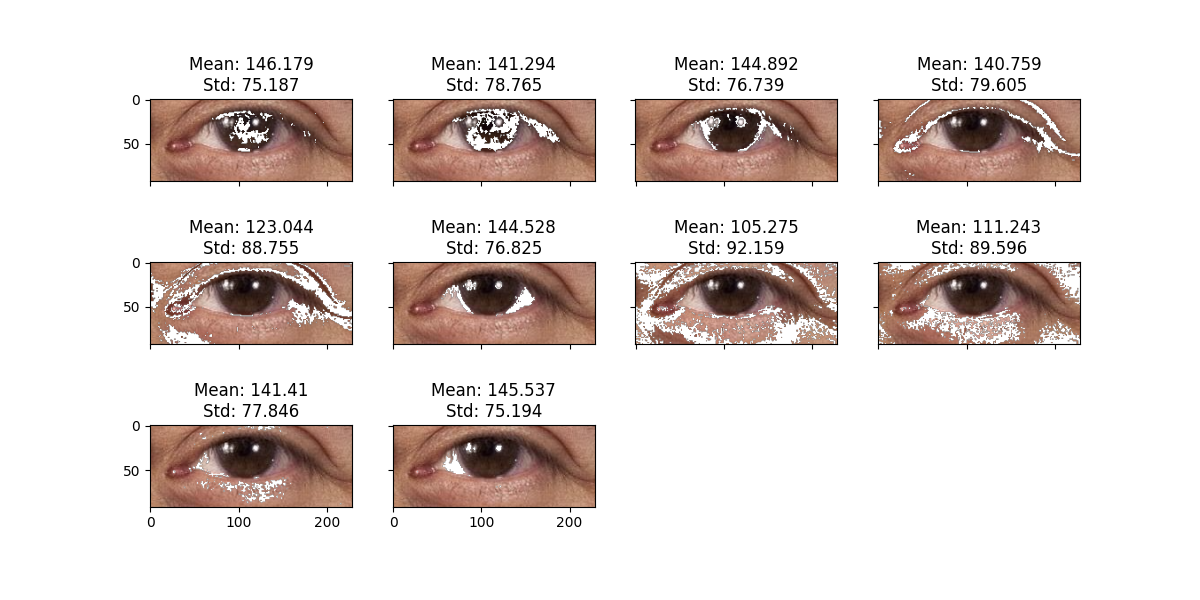 Mean: 146.179
Std: 75.187
Mean: 141.294
Std: 78.765
Mean: 144.892
Std: 76.739
Mean: 140.759
Std: 79.605
0
50
Mean: 123.044
Std: 88.755
Mean: 144.528
Std: 76.825
Mean: 105.275
Std: 92.159
Mean: 111.243
Std: 89.596
0
50
Mean: 141.41
Std: 77.846
Mean: 145.537
Std: 75.194
0
50
0 100 200
0 100 200